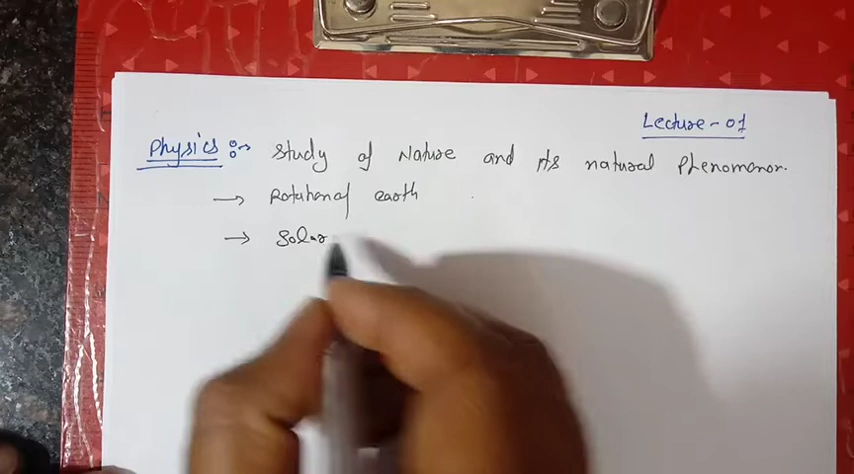 Lecture - 01
Physics :→ Study of Nature and its natural Phenomenon.
→ Rotation of earth
→ Solar